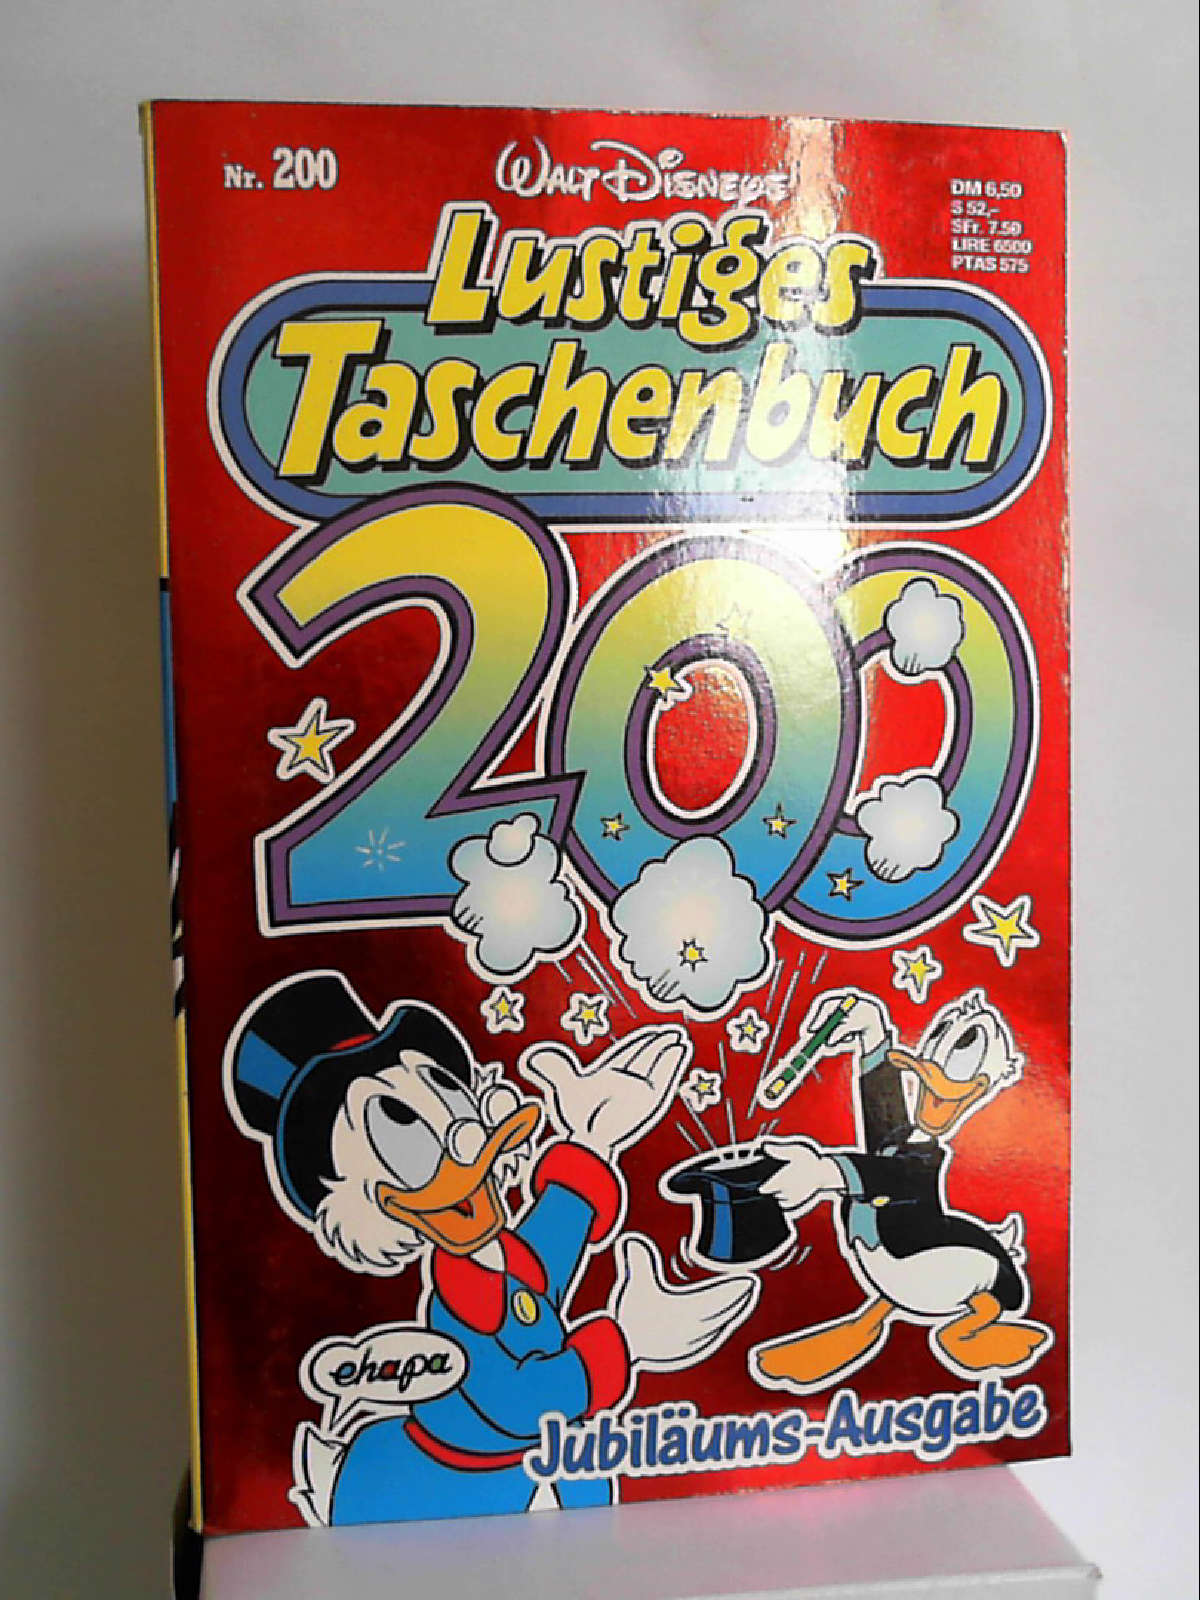 Nr. 200
WALT DISNEYS
DM 6,50
S 52,-
SFr. 7.50
LIRE 6500
PTAS 575
Lustiges
Taschenbuch
200
ehapa
Jubiläums-Ausgabe